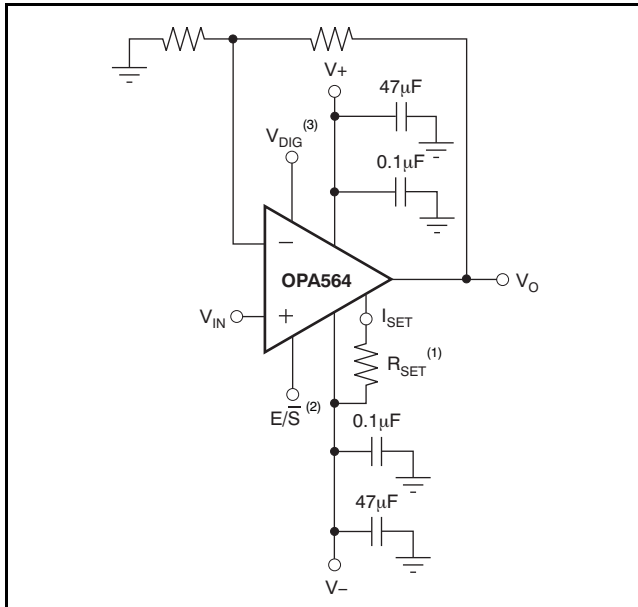 V+
47µF
V_DIG (3)
0.1µF
−
OPA564
V_O
V_IN
+
I_SET
R_SET (1)
E/S̅ (2)
0.1µF
47µF
V−